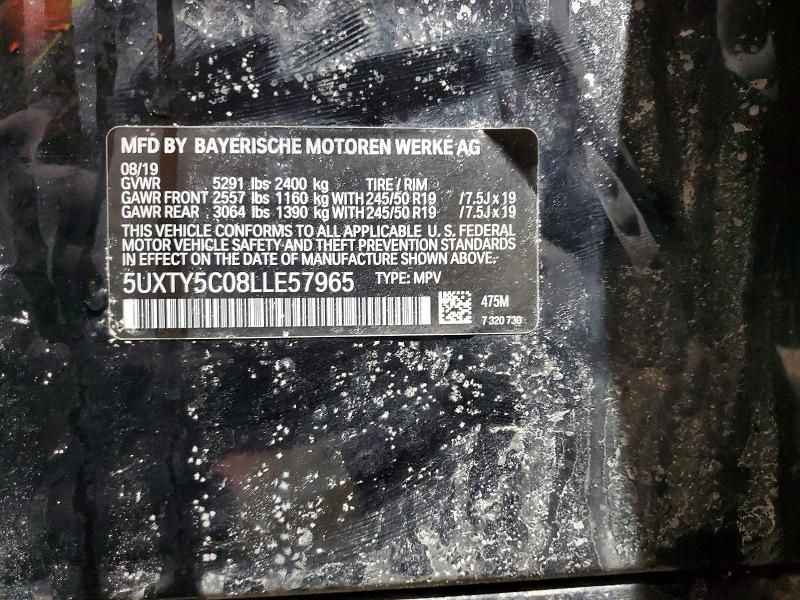 MFD BY BAYERISCHE MOTOREN WERKE AG
08/19
GVWR 5291 lbs 2400 kg TIRE / RIM
GAWR FRONT 2557 lbs 1160 kg WITH 245/50 R19 /7.5J x 19
GAWR REAR 3064 lbs 1390 kg WITH 245/50 R19 /7.5J x 19
THIS VEHICLE CONFORMS TO ALL APPLICABLE U. S. FEDERAL
MOTOR VEHICLE SAFETY AND THEFT PREVENTION STANDARDS
IN EFFECT ON THE DATE OF MANUFACTURE SHOWN ABOVE.
5UXTY5C08LLE57965 TYPE: MPV
475M
7 320 730